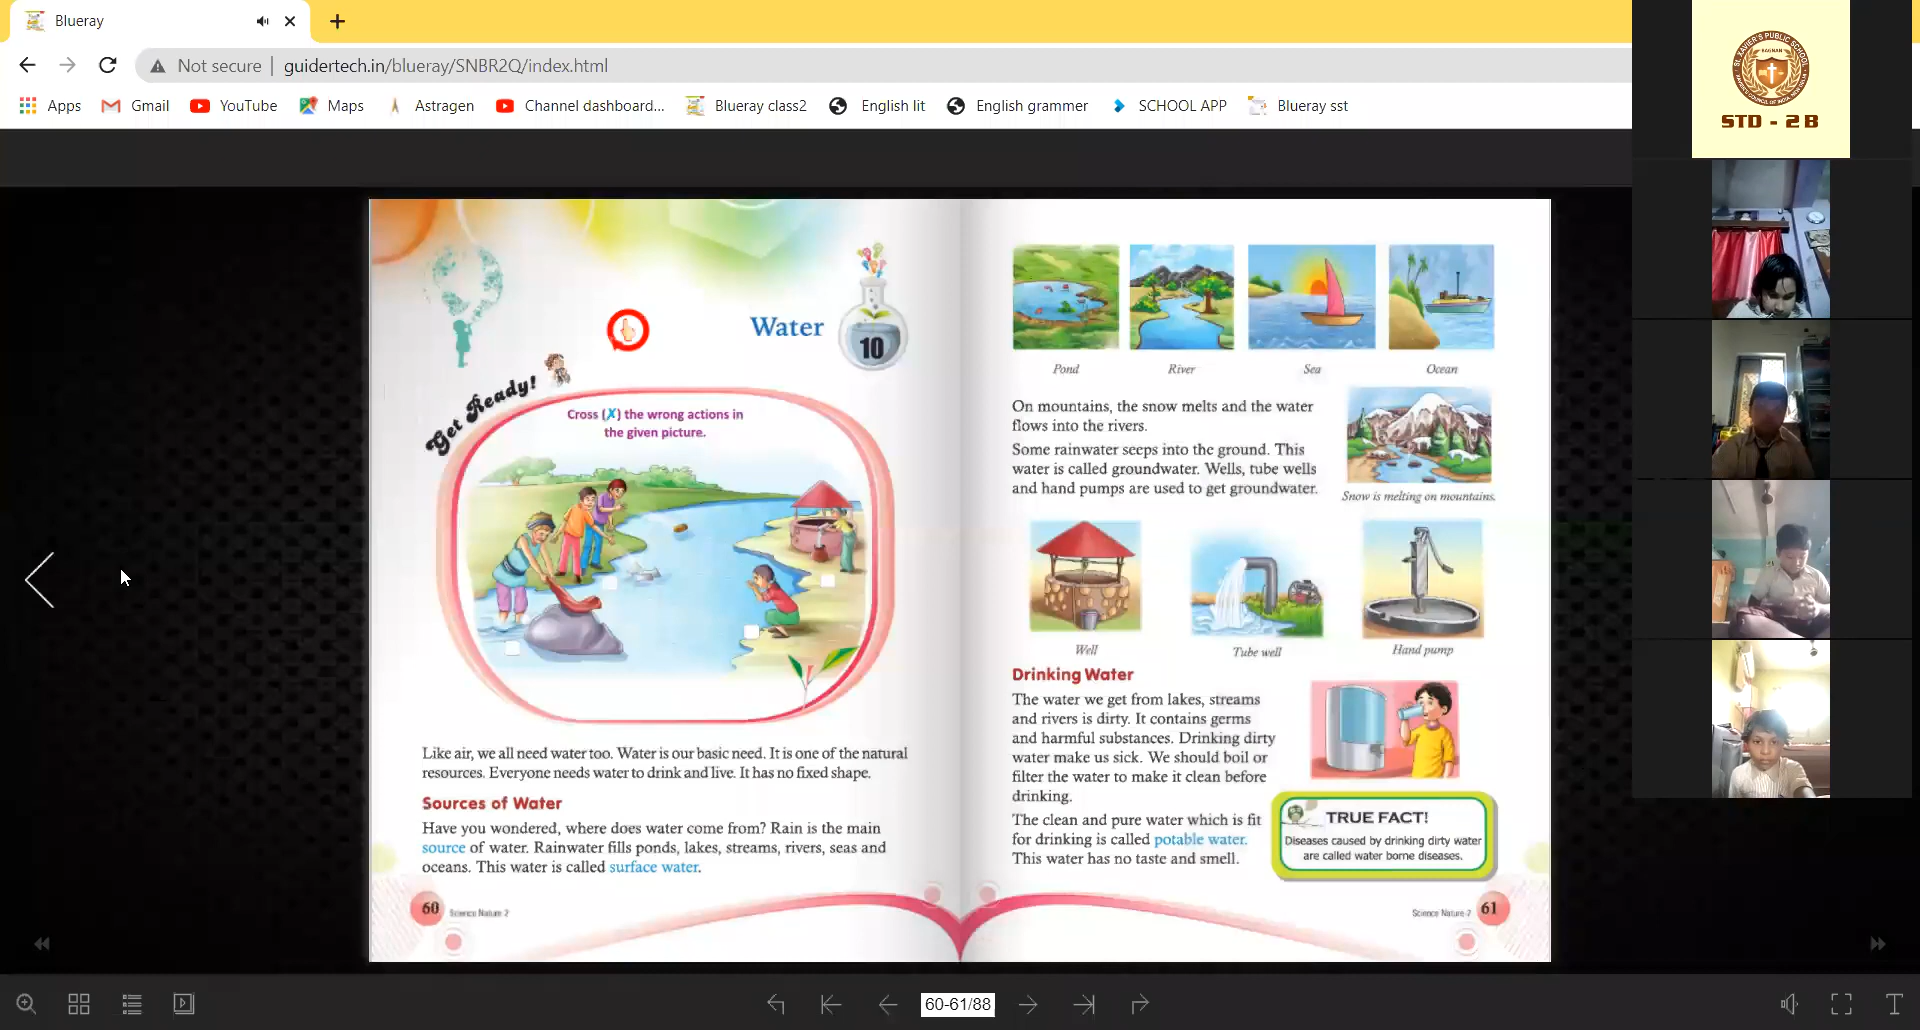 Blueray
Not secure | guidertech.in/blueray/SNBR2Q/index.html
Apps Gmail YouTube Maps Astragen Channel dashboard... Blueray class2 English lit English grammer SCHOOL APP Blueray sst
ST. XAVIER'S PUBLIC SCHOOL
BAGNAN
STD - 2B
Water
10
Get Ready!
Cross (X) the wrong actions in
the given picture.
Like air, we all need water too. Water is our basic need. It is one of the natural
resources. Everyone needs water to drink and live. It has no fixed shape.
Sources of Water
Have you wondered, where does water come from? Rain is the main
source of water. Rainwater fills ponds, lakes, streams, rivers, seas and
oceans. This water is called surface water.
60 Science Nature 2
Pond River Sea Ocean
On mountains, the snow melts and the water
flows into the rivers.
Some rainwater seeps into the ground. This
water is called groundwater. Wells, tube wells
and hand pumps are used to get groundwater.
Snow is melting on mountains.
Well Tube well Hand pump
Drinking Water
The water we get from lakes, streams
and rivers is dirty. It contains germs
and harmful substances. Drinking dirty
water make us sick. We should boil or
filter the water to make it clean before
drinking.
The clean and pure water which is fit
for drinking is called potable water.
This water has no taste and smell.
TRUE FACT!
Diseases caused by drinking dirty water
are called water borne diseases.
Science Nature-2 61
60-61/88